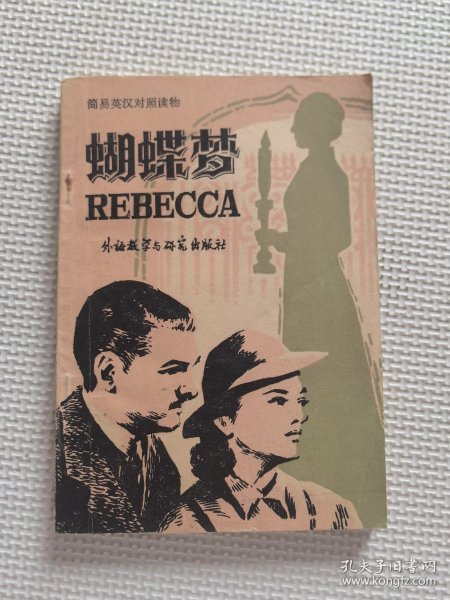 簡易英汉对照读物
蝴蝶梦
REBECCA
外语教学与研究出版社
孔夫子旧书网
www.kongfz.com